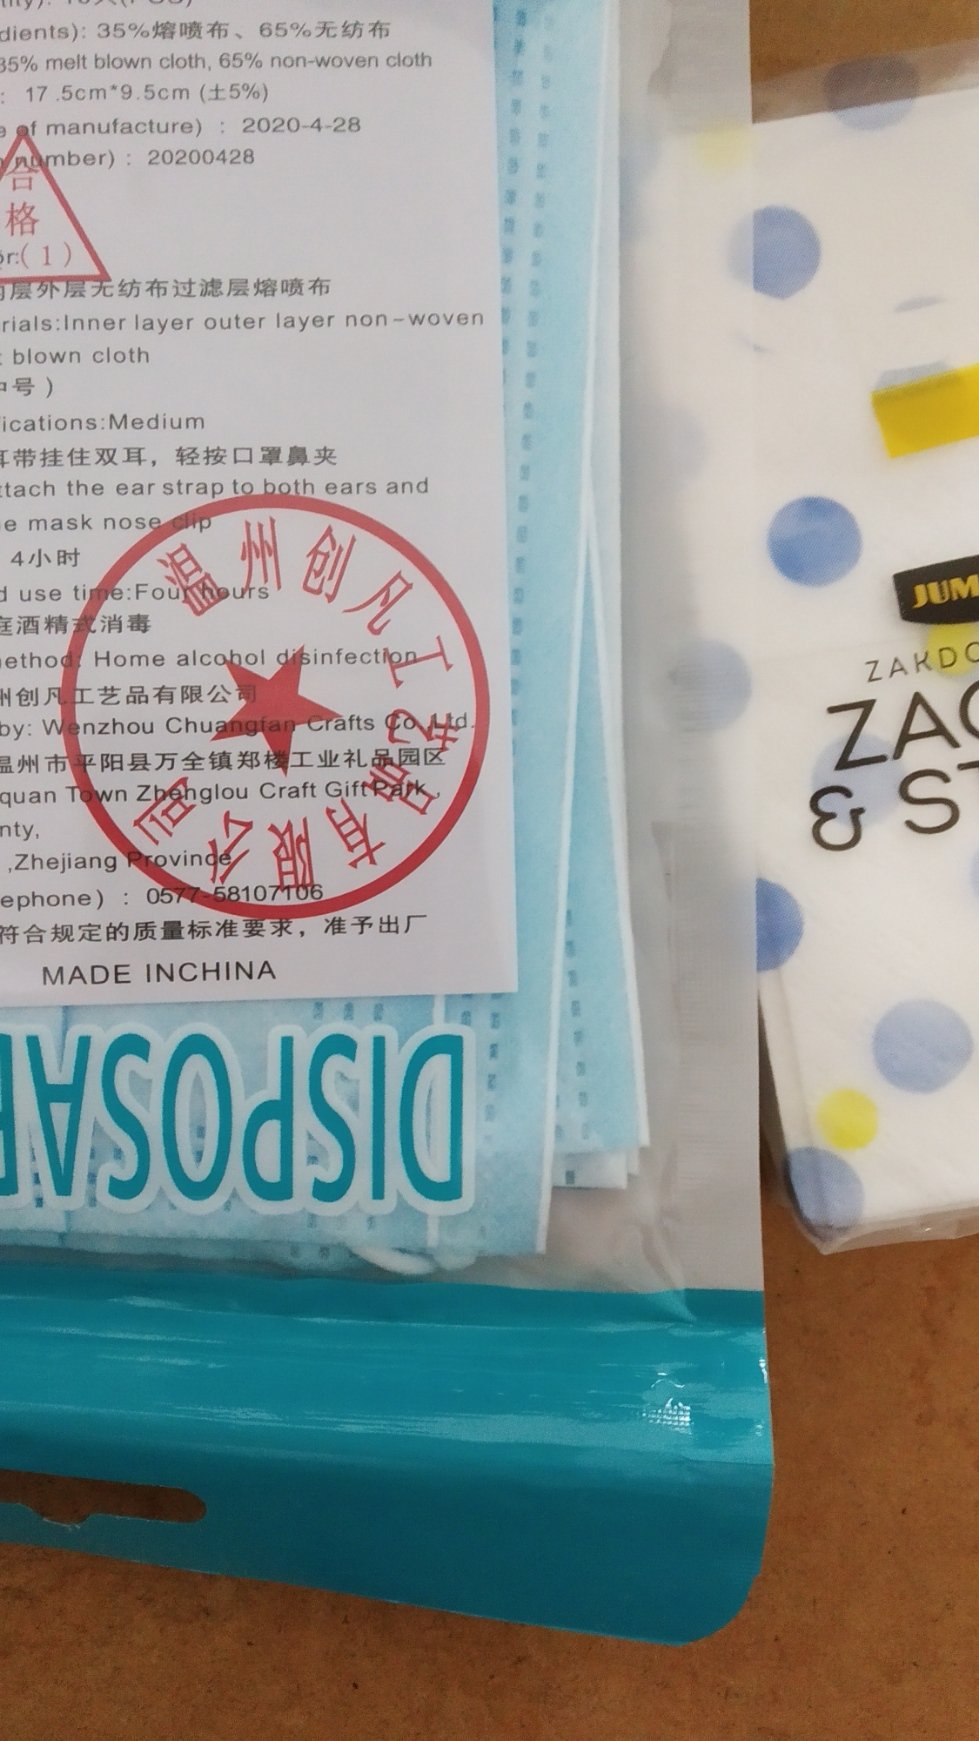 dients): 35%熔喷布、65%无纺布
35% melt blown cloth, 65% non-woven cloth
: 17 .5cm*9.5cm (土5%)
e of manufacture) : 2020-4-28
number) : 20200428
合
格
or:(1)
层外层无纺布过滤层熔喷布
rials:Inner layer outer layer non-woven
blown cloth
中号 )
ications:Medium
耳带挂住双耳，轻按口罩鼻夹
ttach the ear strap to both ears and
e mask nose clip
4小时
d use time:Four hours
庭酒精式消毒
ethod: Home alcohol disinfection
州创凡工艺品有限公司
by: Wenzhou Chuangfan Crafts Co.,Ltd.
温州市平阳县万全镇郑楼工业礼品园区
quan Town Zhenglou Craft Gift Park,
nty,
,Zhejiang Province
ephone) : 0577-58107106
符合规定的质量标准要求，准予出厂
MADE INCHINA
温州创凡工艺品有限公司
DISPOSA
JUM
ZAKDO
ZAC
& ST